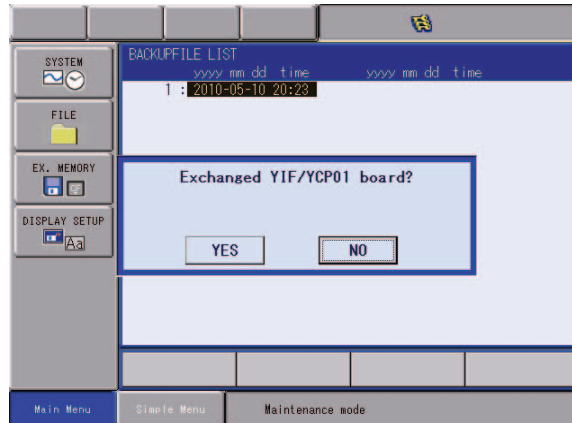 SYSTEM
FILE
EX. MEMORY
DISPLAY SETUP
Aa
BACKUPFILE LIST
yyyy mm dd time yyyy mm dd time
1 : 2010-05-10 20:23
Exchanged YIF/YCP01 board?
YES NO
Main Menu Simple Menu Maintenance mode